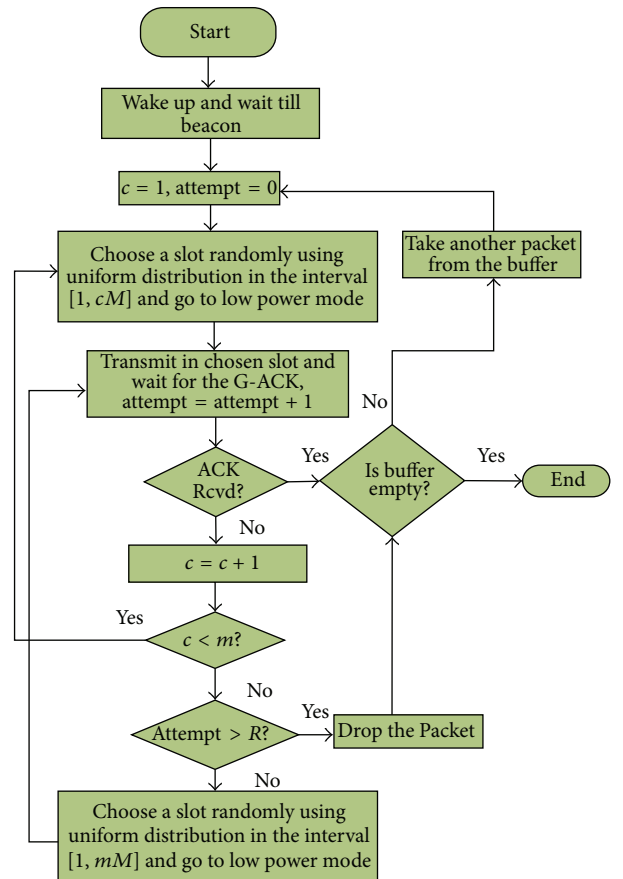 Start
Wake up and wait till
beacon
c = 1, attempt = 0
Choose a slot randomly using
uniform distribution in the interval
[1, cM] and go to low power mode
Take another packet
from the buffer
Transmit in chosen slot and
wait for the G-ACK,
attempt = attempt + 1
No
ACK
Rcvd?
Yes
Is buffer
empty?
Yes
End
No
c = c + 1
Yes
c < m?
No
Attempt > R?
Yes
Drop the Packet
No
Choose a slot randomly using
uniform distribution in the interval
[1, mM] and go to low power mode